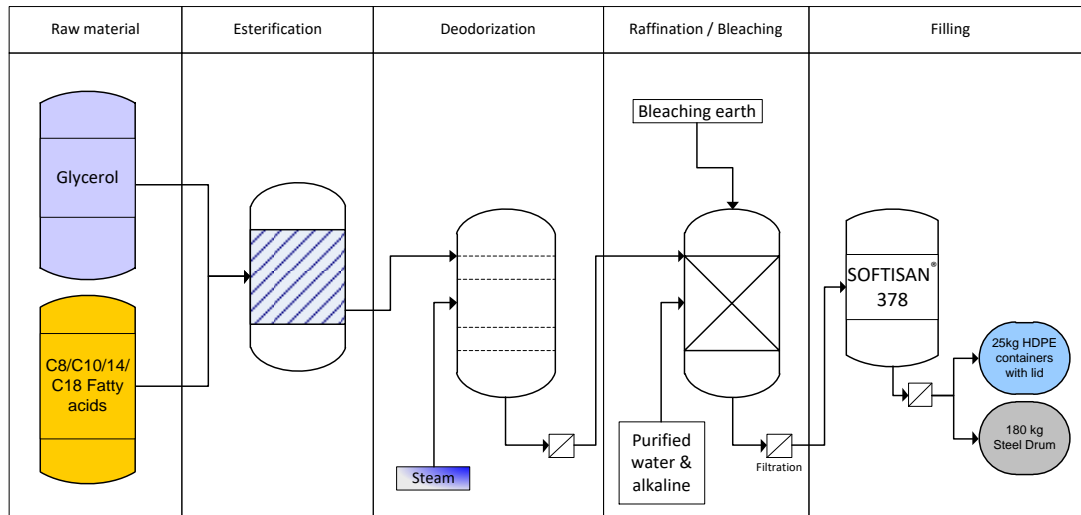 Raw material
Esterification
Deodorization
Raffination / Bleaching
Filling
Glycerol
C8/C10/14/
C18 Fatty
acids
Steam
Bleaching earth
Purified
water &
alkaline
Filtration
SOFTISAN®
378
25kg HDPE
containers
with lid
180 kg
Steel Drum